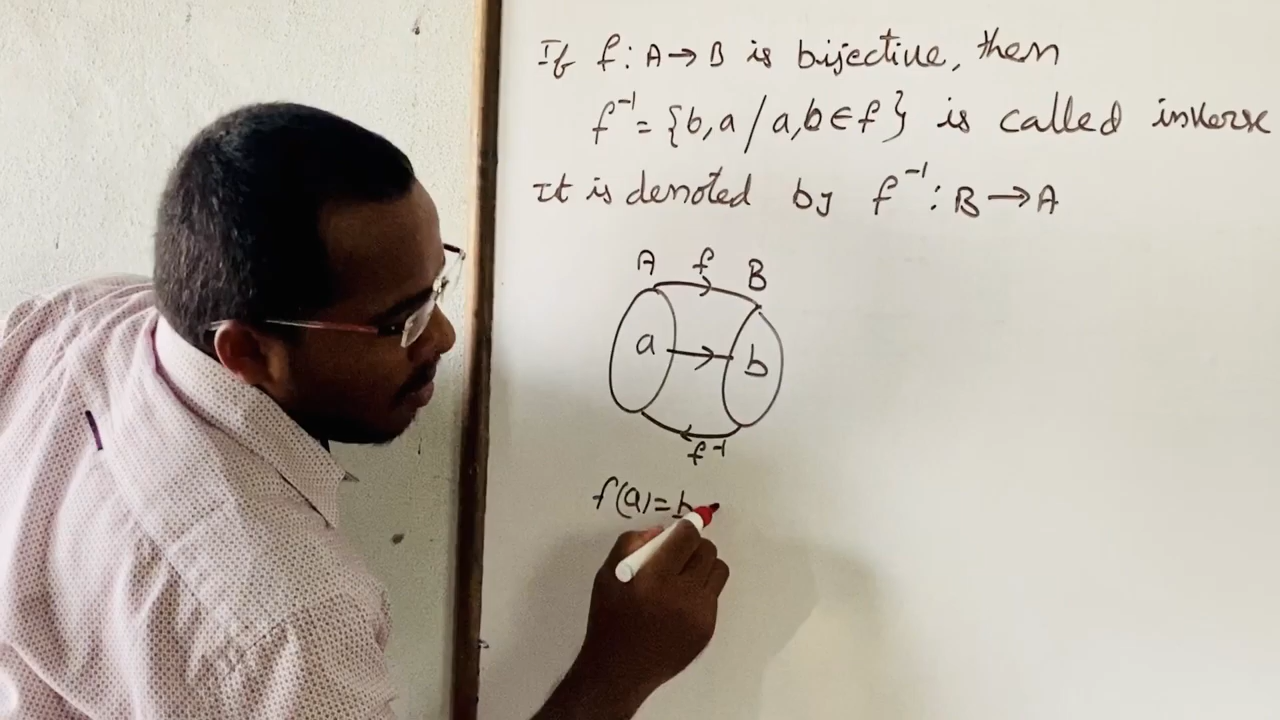 If f : A → B is bijective, then
f⁻¹ = {b, a / a, b ∈ f} is called inverse
It is denoted by f⁻¹ : B → A
A f B
a b
f⁻¹
f(a) = b